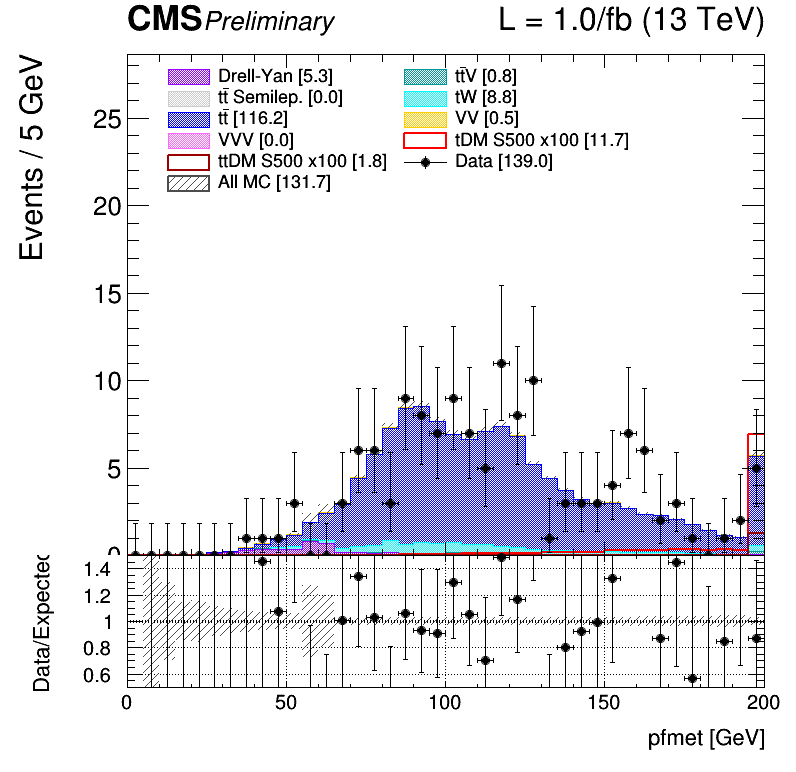 CMS Preliminary L = 1.0/fb (13 TeV)
Events / 5 GeV
Drell-Yan [5.3]
tt̄ Semilep. [0.0]
tt̄ [116.2]
VVV [0.0]
ttDM S500 x100 [1.8]
All MC [131.7]
tt̄V [0.8]
tW [8.8]
VV [0.5]
tDM S500 x100 [11.7]
Data [139.0]
25
20
15
10
5
0
Data/Expected
1.4
1.2
1
0.8
0.6
0 50 100 150 200
pfmet [GeV]